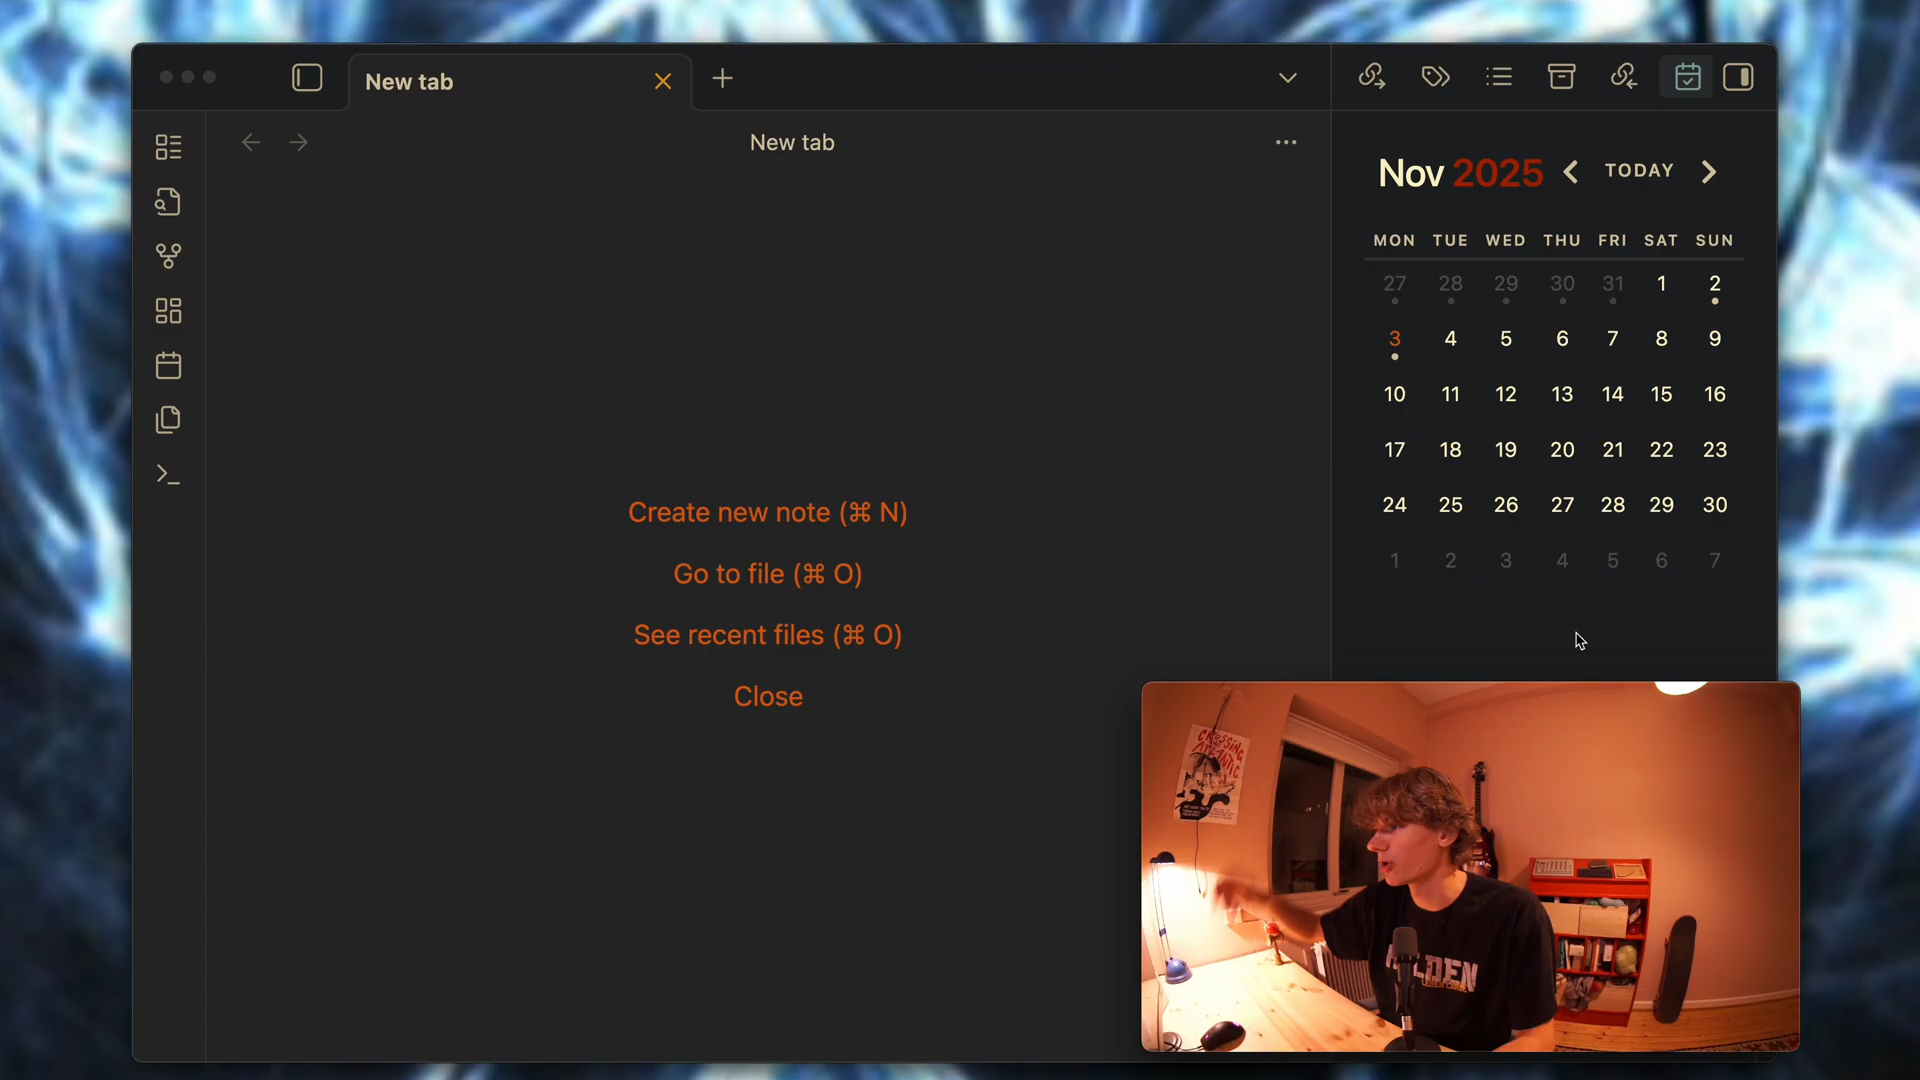 New tab
New tab
Create new note (⌘ N)
Go to file (⌘ O)
See recent files (⌘ O)
Close
Nov 2025
TODAY
MON TUE WED THU FRI SAT SUN
27 28 29 30 31 1 2
3 4 5 6 7 8 9
10 11 12 13 14 15 16
17 18 19 20 21 22 23
24 25 26 27 28 29 30
1 2 3 4 5 6 7
CROSSING
ATLANTIC